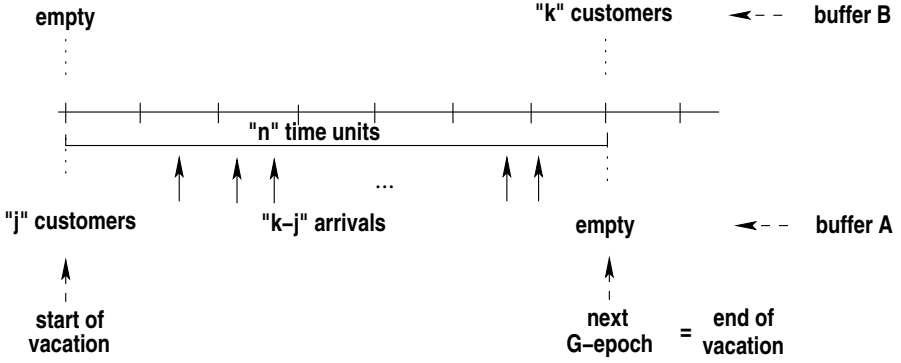 empty
"k" customers
buffer B
"n" time units
...
"j" customers
"k–j" arrivals
empty
buffer A
start of
vacation
next
G–epoch
=
end of
vacation